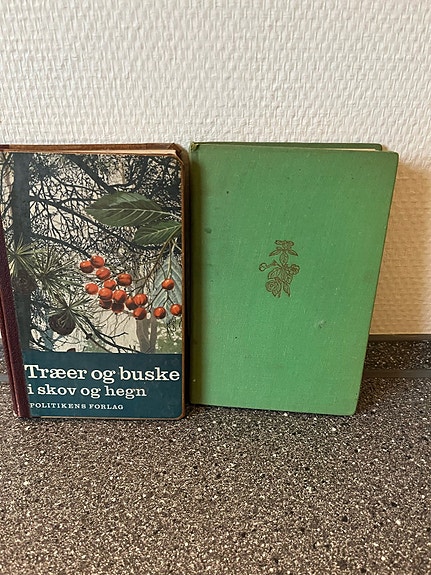 Træer og buske
i skov og hegn
POLITIKENS FORLAG